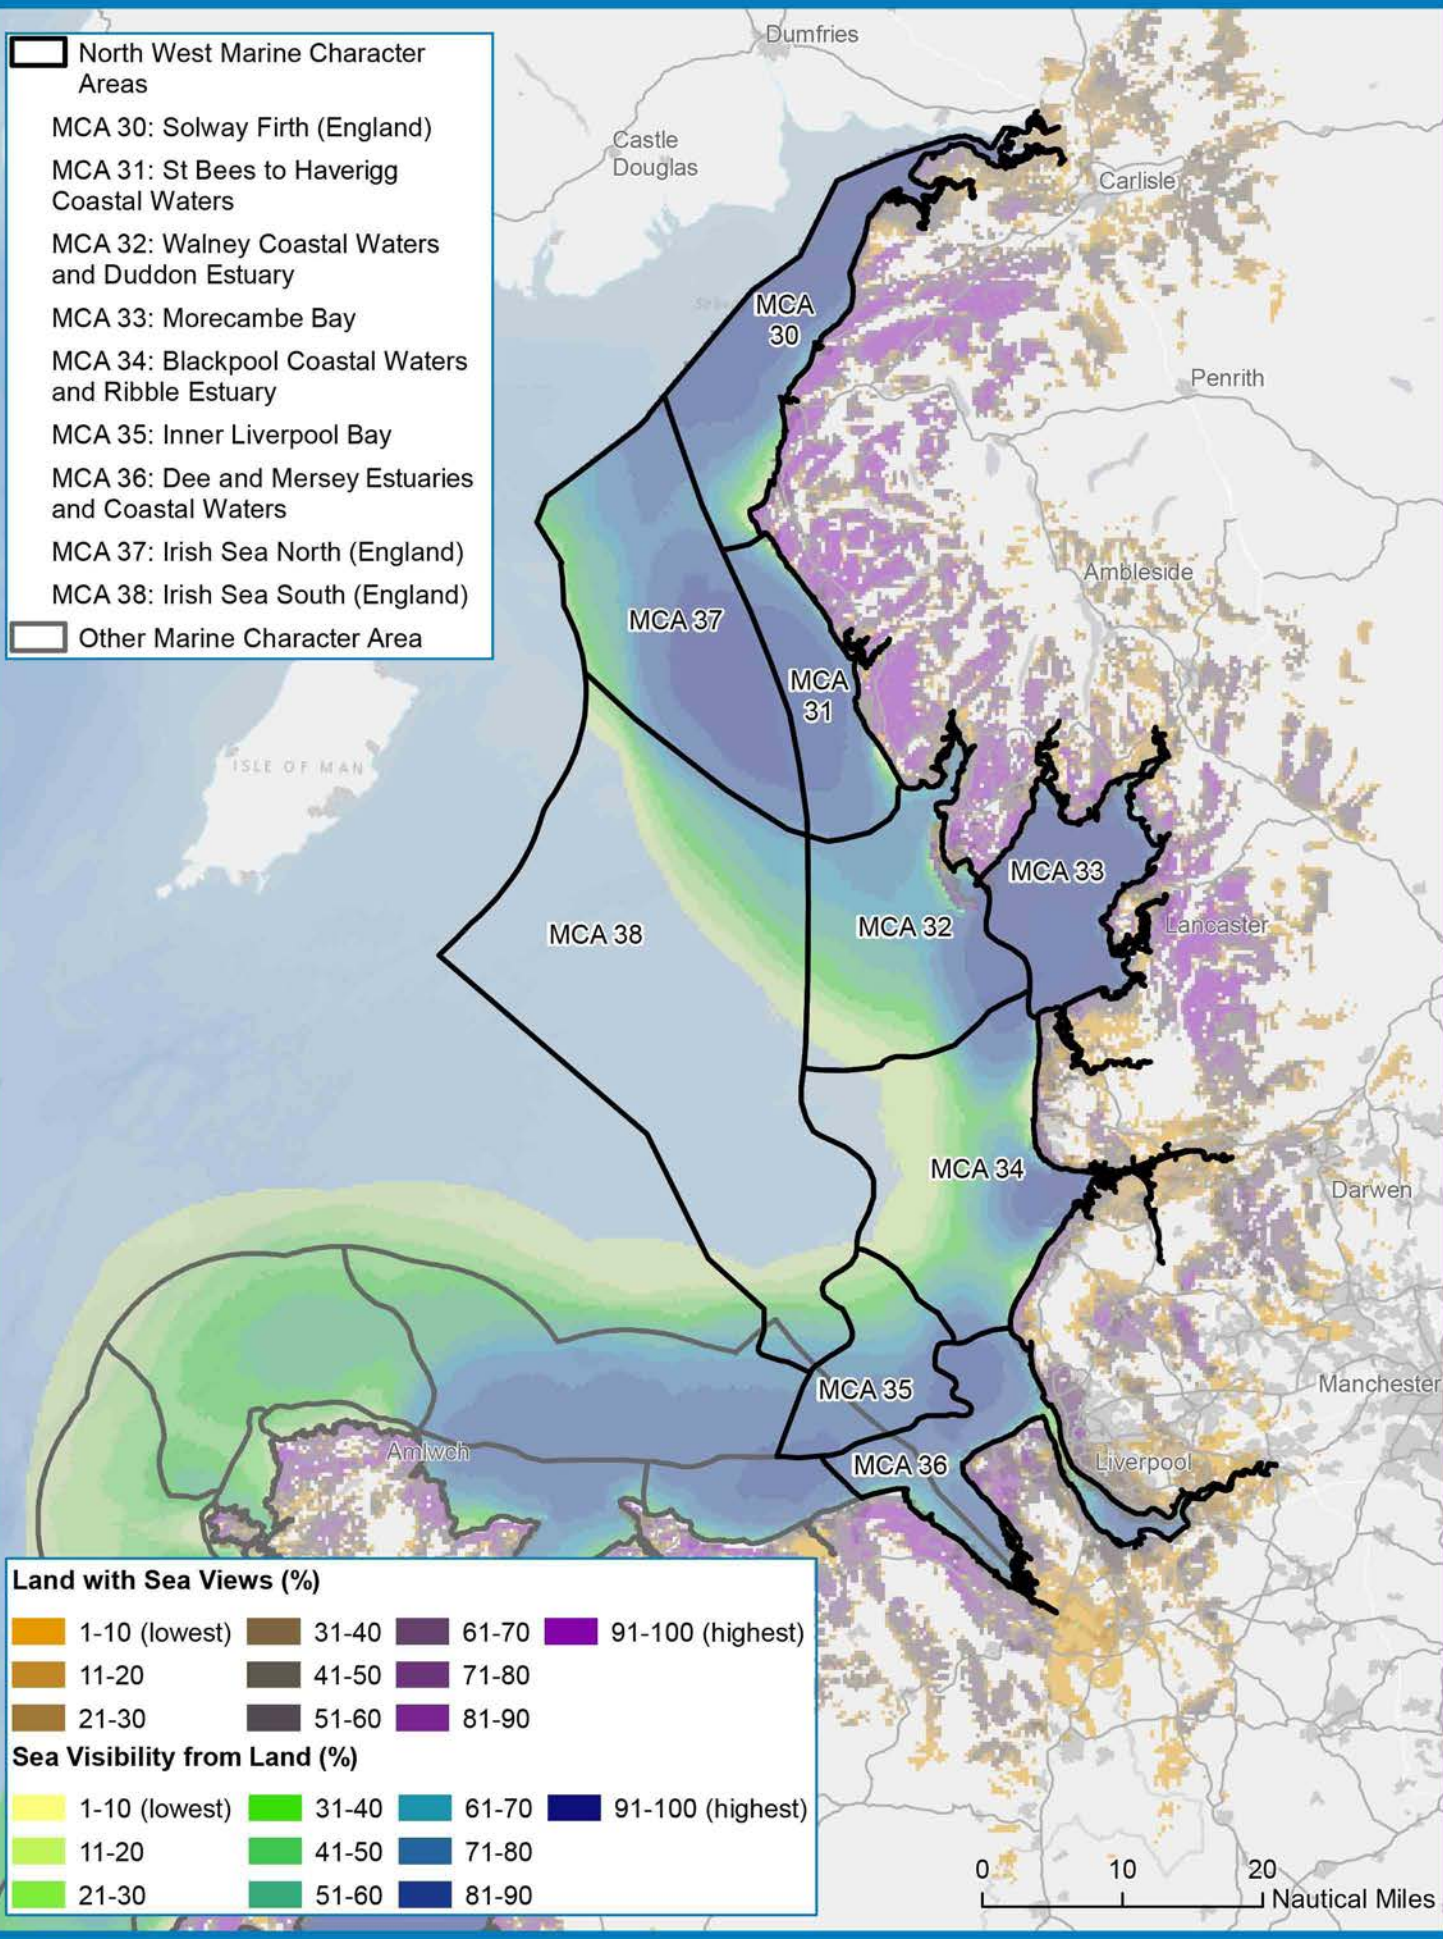 North West Marine Character
Areas
MCA 30: Solway Firth (England)
MCA 31: St Bees to Haverigg
Coastal Waters
MCA 32: Walney Coastal Waters
and Duddon Estuary
MCA 33: Morecambe Bay
MCA 34: Blackpool Coastal Waters
and Ribble Estuary
MCA 35: Inner Liverpool Bay
MCA 36: Dee and Mersey Estuaries
and Coastal Waters
MCA 37: Irish Sea North (England)
MCA 38: Irish Sea South (England)
Other Marine Character Area
Dumfries
Castle
Douglas
Carlisle
MCA
30
Penrith
Ambleside
MCA 37
MCA
31
ISLE OF MAN
MCA 33
MCA 32
Lancaster
MCA 38
MCA 34
Darwen
MCA 35
Manchester
Amlwch
MCA 36
Liverpool
Land with Sea Views (%)
1-10 (lowest) 31-40 61-70 91-100 (highest)
11-20 41-50 71-80
21-30 51-60 81-90
Sea Visibility from Land (%)
1-10 (lowest) 31-40 61-70 91-100 (highest)
11-20 41-50 71-80
21-30 51-60 81-90
0 10 20
Nautical Miles